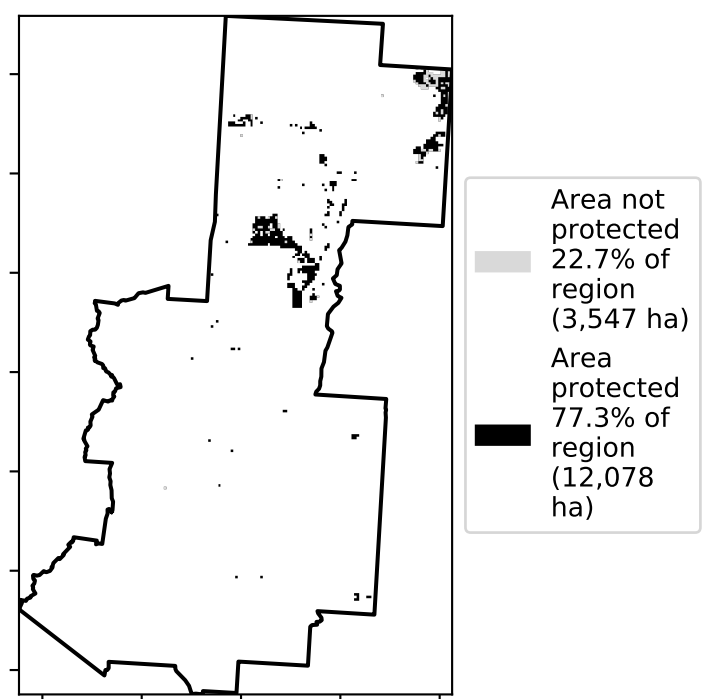 Area not
protected
22.7% of
region
(3,547 ha)
Area
protected
77.3% of
region
(12,078
ha)